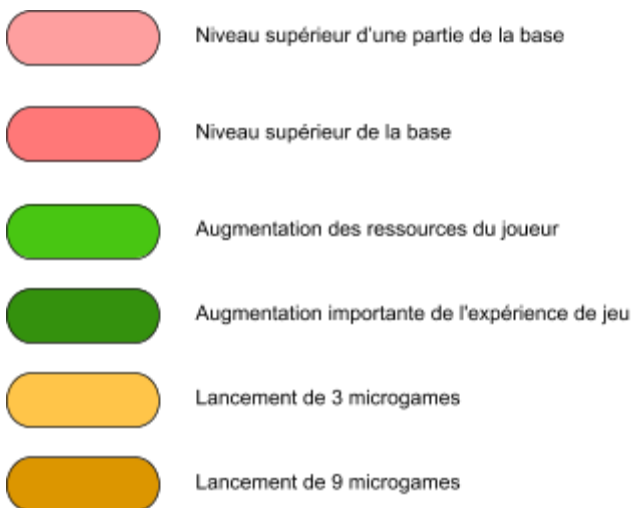 Niveau supérieur d'une partie de la base
Niveau supérieur de la base
Augmentation des ressources du joueur
Augmentation importante de l'expérience de jeu
Lancement de 3 microgames
Lancement de 9 microgames